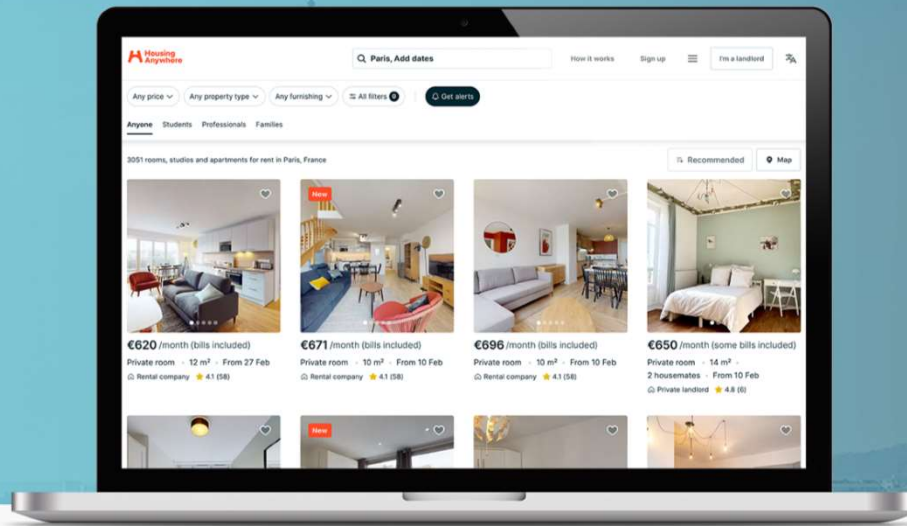 Housing
Anywhere
Paris, Add dates
How it works
Sign up
I'm a landlord
Any price
Any property type
Any furnishing
All filters 0
Get alerts
Anyone Students Professionals Families
3051 rooms, studios and apartments for rent in Paris, France
Recommended
Map
New
€620 /month (bills included)
Private room · 12 m² · From 27 Feb
Rental company 4.1 (58)
€671 /month (bills included)
Private room · 10 m² · From 10 Feb
Rental company 4.1 (58)
€696 /month (bills included)
Private room · 10 m² · From 10 Feb
Rental company 4.1 (58)
€650 /month (some bills included)
Private room · 14 m² ·
2 housemates · From 10 Feb
Private landlord 4.8 (6)
New